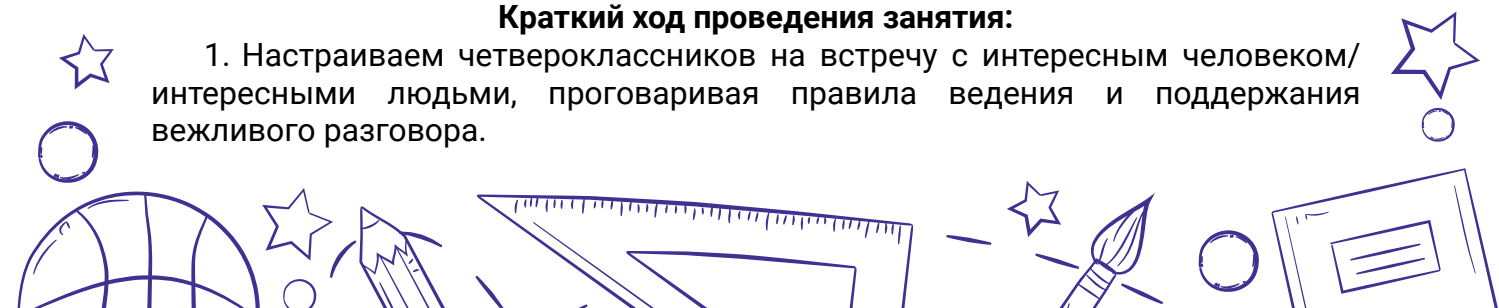 Краткий ход проведения занятия:
1. Настраиваем четвероклассников на встречу с интересным человеком/
интересными людьми, проговаривая правила ведения и поддержания
вежливого разговора.